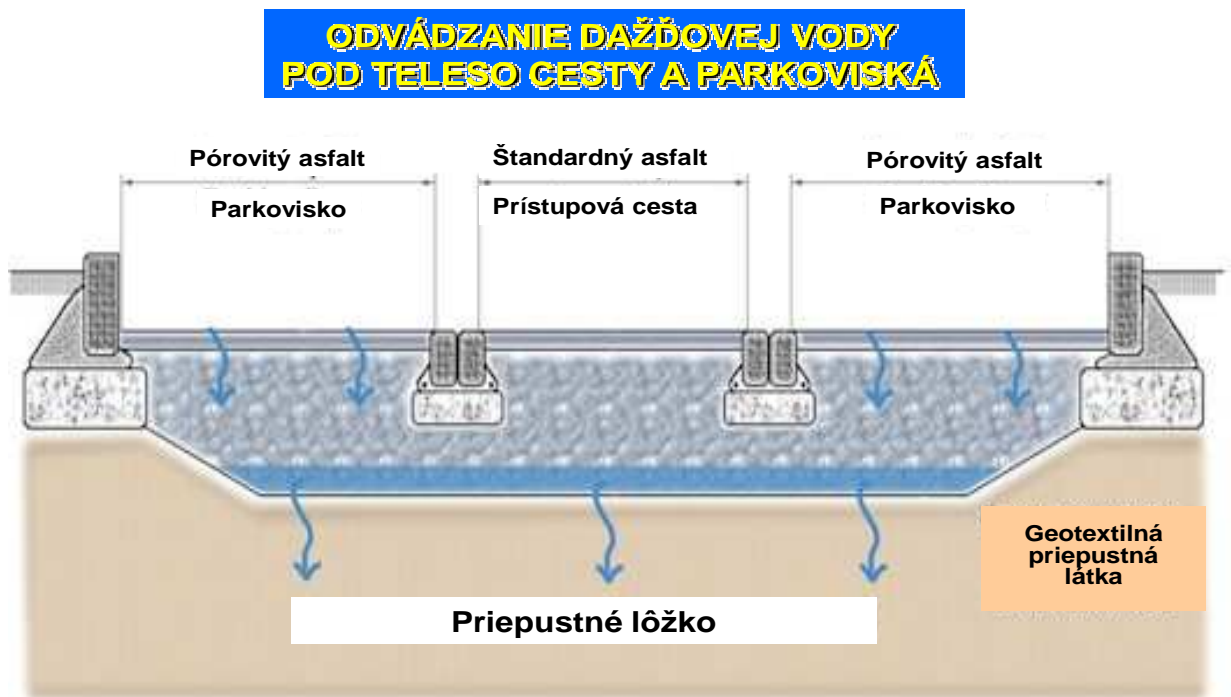 ODVÁDZANIE DAŽĎOVEJ VODY
POD TELESO CESTY A PARKOVISKÁ
Pórovitý asfalt
Štandardný asfalt
Pórovitý asfalt
Parkovisko
Prístupová cesta
Parkovisko
Geotextilná
priepustná
látka
Priepustné lôžko